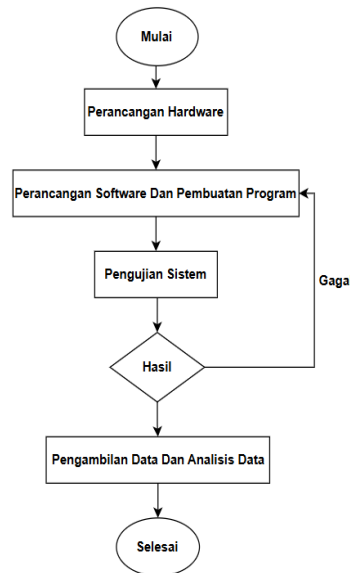 Mulai
Perancangan Hardware
Perancangan Software Dan Pembuatan Program
Pengujian Sistem
Gaga
Hasil
Pengambilan Data Dan Analisis Data
Selesai